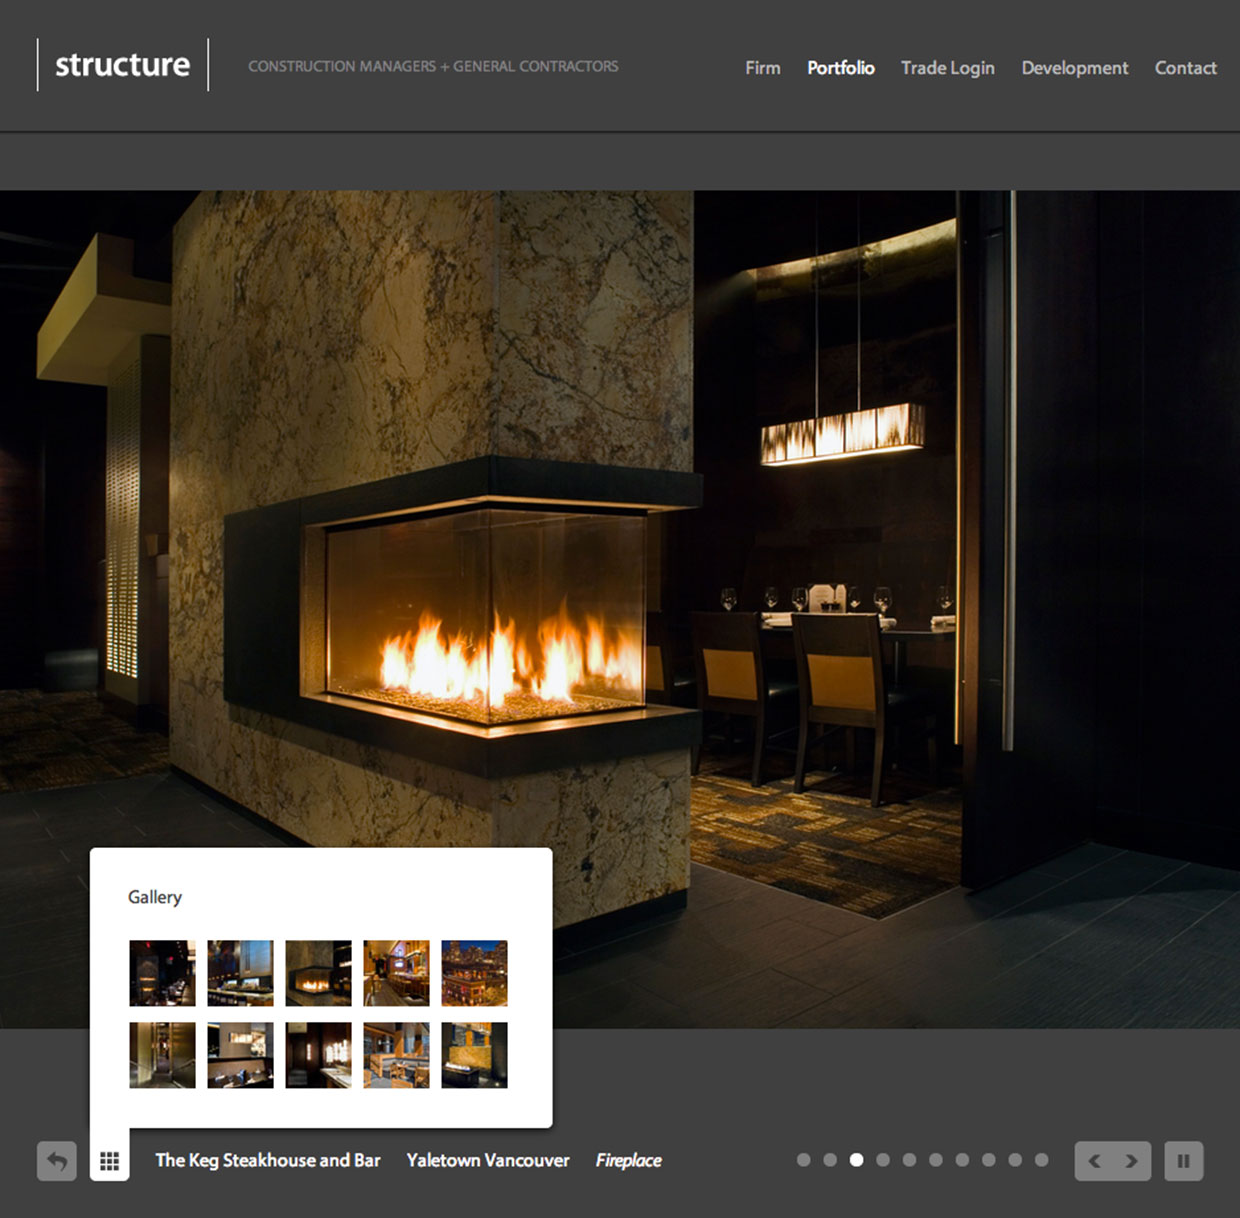 structure
CONSTRUCTION MANAGERS + GENERAL CONTRACTORS
Firm Portfolio Trade Login Development Contact
Gallery
The Keg Steakhouse and Bar Yaletown Vancouver Fireplace